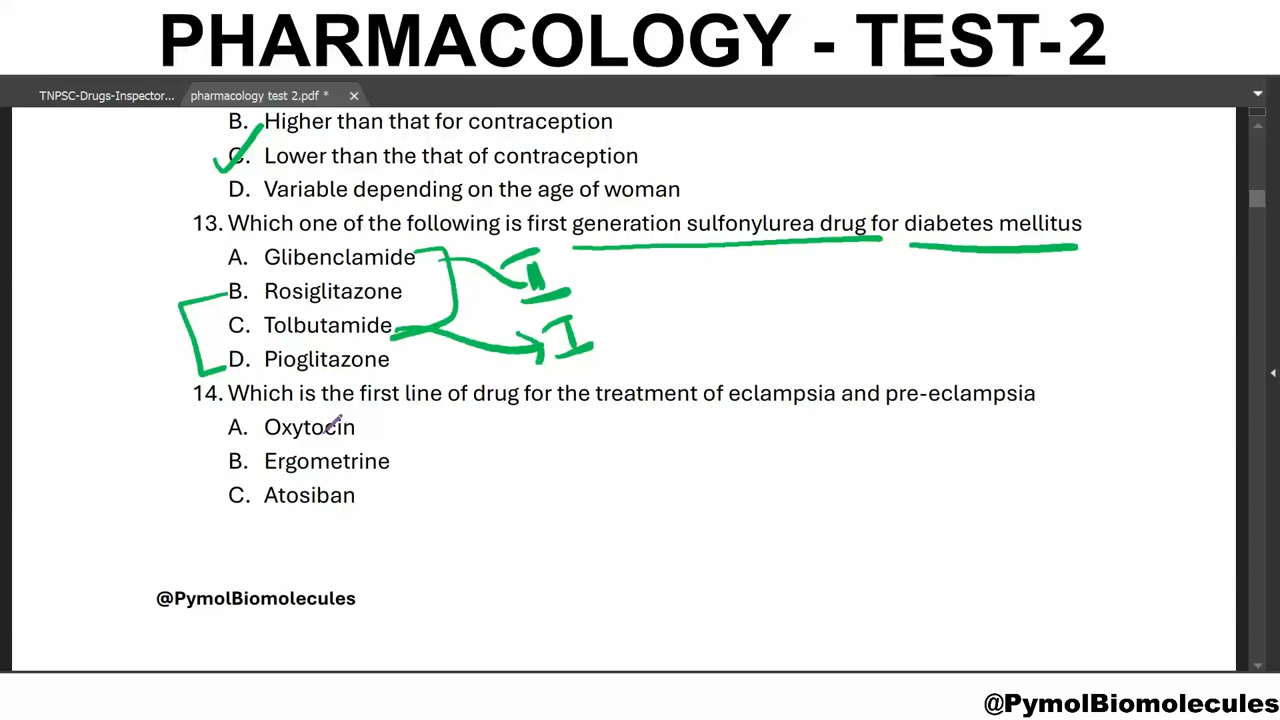 PHARMACOLOGY - TEST-2
TNPSC-Drugs-Inspector... pharmacology test 2.pdf * ×
B. Higher than that for contraception
C. Lower than the that of contraception
D. Variable depending on the age of woman
13. Which one of the following is first generation sulfonylurea drug for diabetes mellitus
A. Glibenclamide
II
B. Rosiglitazone
C. Tolbutamide
I
D. Pioglitazone
14. Which is the first line of drug for the treatment of eclampsia and pre-eclampsia
A. Oxytocin
B. Ergometrine
C. Atosiban
@PymolBiomolecules
@PymolBiomolecules